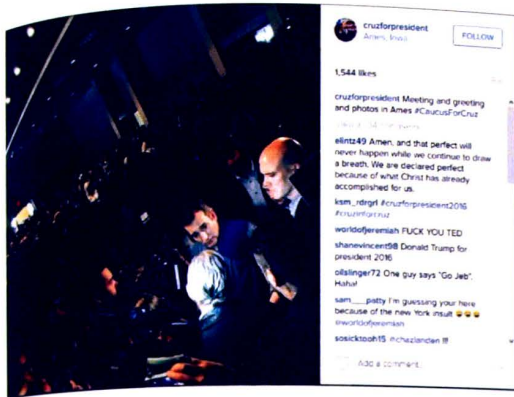 cruzforpresident
Ames, Iowa
FOLLOW
1,544 likes
cruzforpresident Meeting and greeting
and photos in Ames #CaucusForCruz
elintz49 Amen, and that perfect will
never happen while we continue to draw
a breath. We are declared perfect
because of what Christ has already
accomplished for us.
ksm_rdrgrl #cruzforpresident2016
#cruzinforcruz
worldofjeremiah FUCK YOU TED
shanevincent98 Donald Trump for
president 2016
oilslinger72 One guy says "Go Jeb".
Haha!
sam___patty I'm guessing your here
because of the new York insult 😂😂😂
@worldofjeremiah
sosicktooh15 @chazlanden !!!
Add a comment...